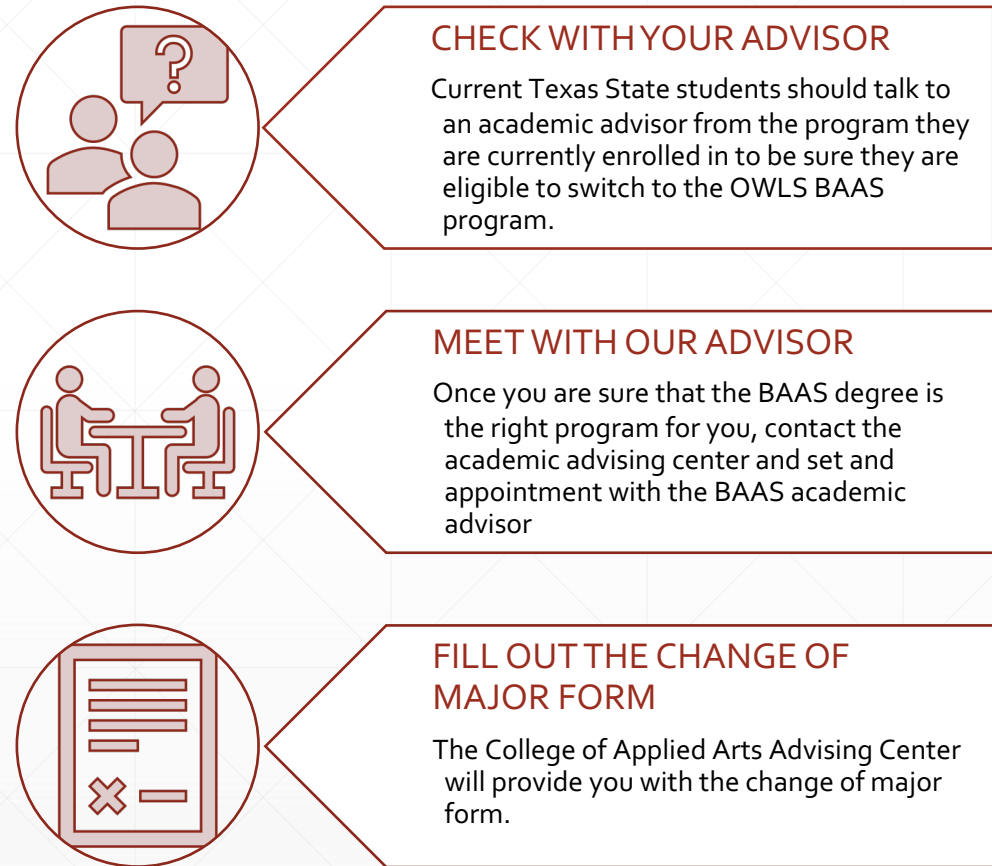 ?
CHECK WITH YOUR ADVISOR
Current Texas State students should talk to
an academic advisor from the program they
are currently enrolled in to be sure they are
eligible to switch to the OWLS BAAS
program.
MEET WITH OUR ADVISOR
Once you are sure that the BAAS degree is
the right program for you, contact the
academic advising center and set and
appointment with the BAAS academic
advisor
FILL OUT THE CHANGE OF
MAJOR FORM
The College of Applied Arts Advising Center
will provide you with the change of major
form.